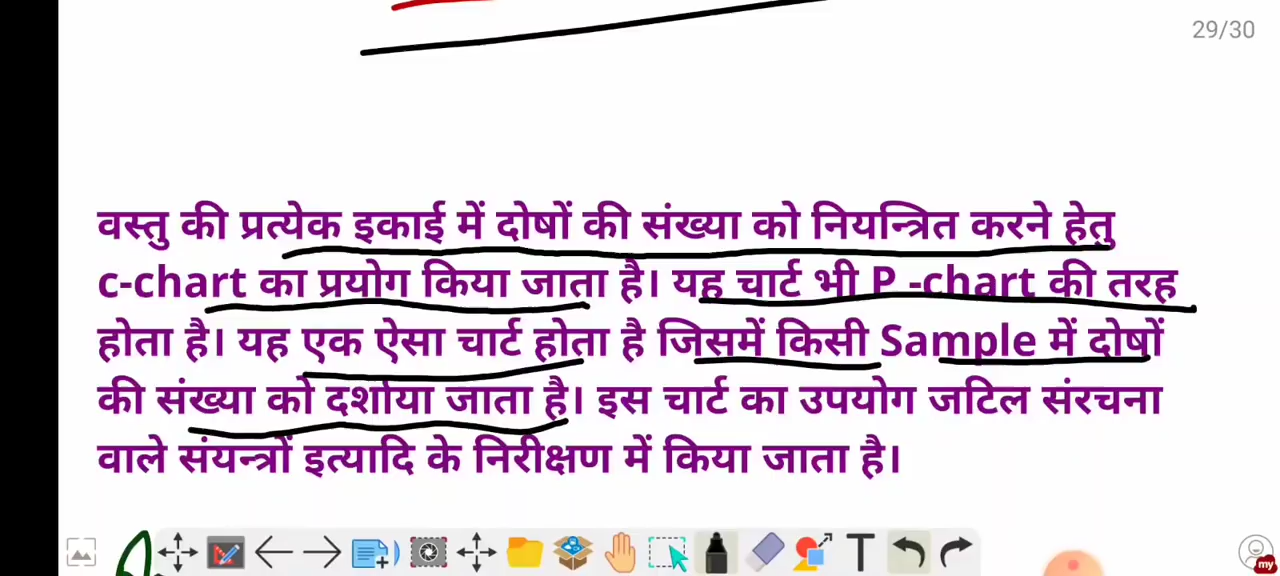 29/30
वस्तु की प्रत्येक इकाई में दोषों की संख्या को नियन्त्रित करने हेतु
c-chart का प्रयोग किया जाता है। यह चार्ट भी P -chart की तरह
होता है। यह एक ऐसा चार्ट होता है जिसमें किसी Sample में दोषों
की संख्या को दर्शाया जाता है। इस चार्ट का उपयोग जटिल संरचना
वाले संयन्त्रों इत्यादि के निरीक्षण में किया जाता है।
T
my